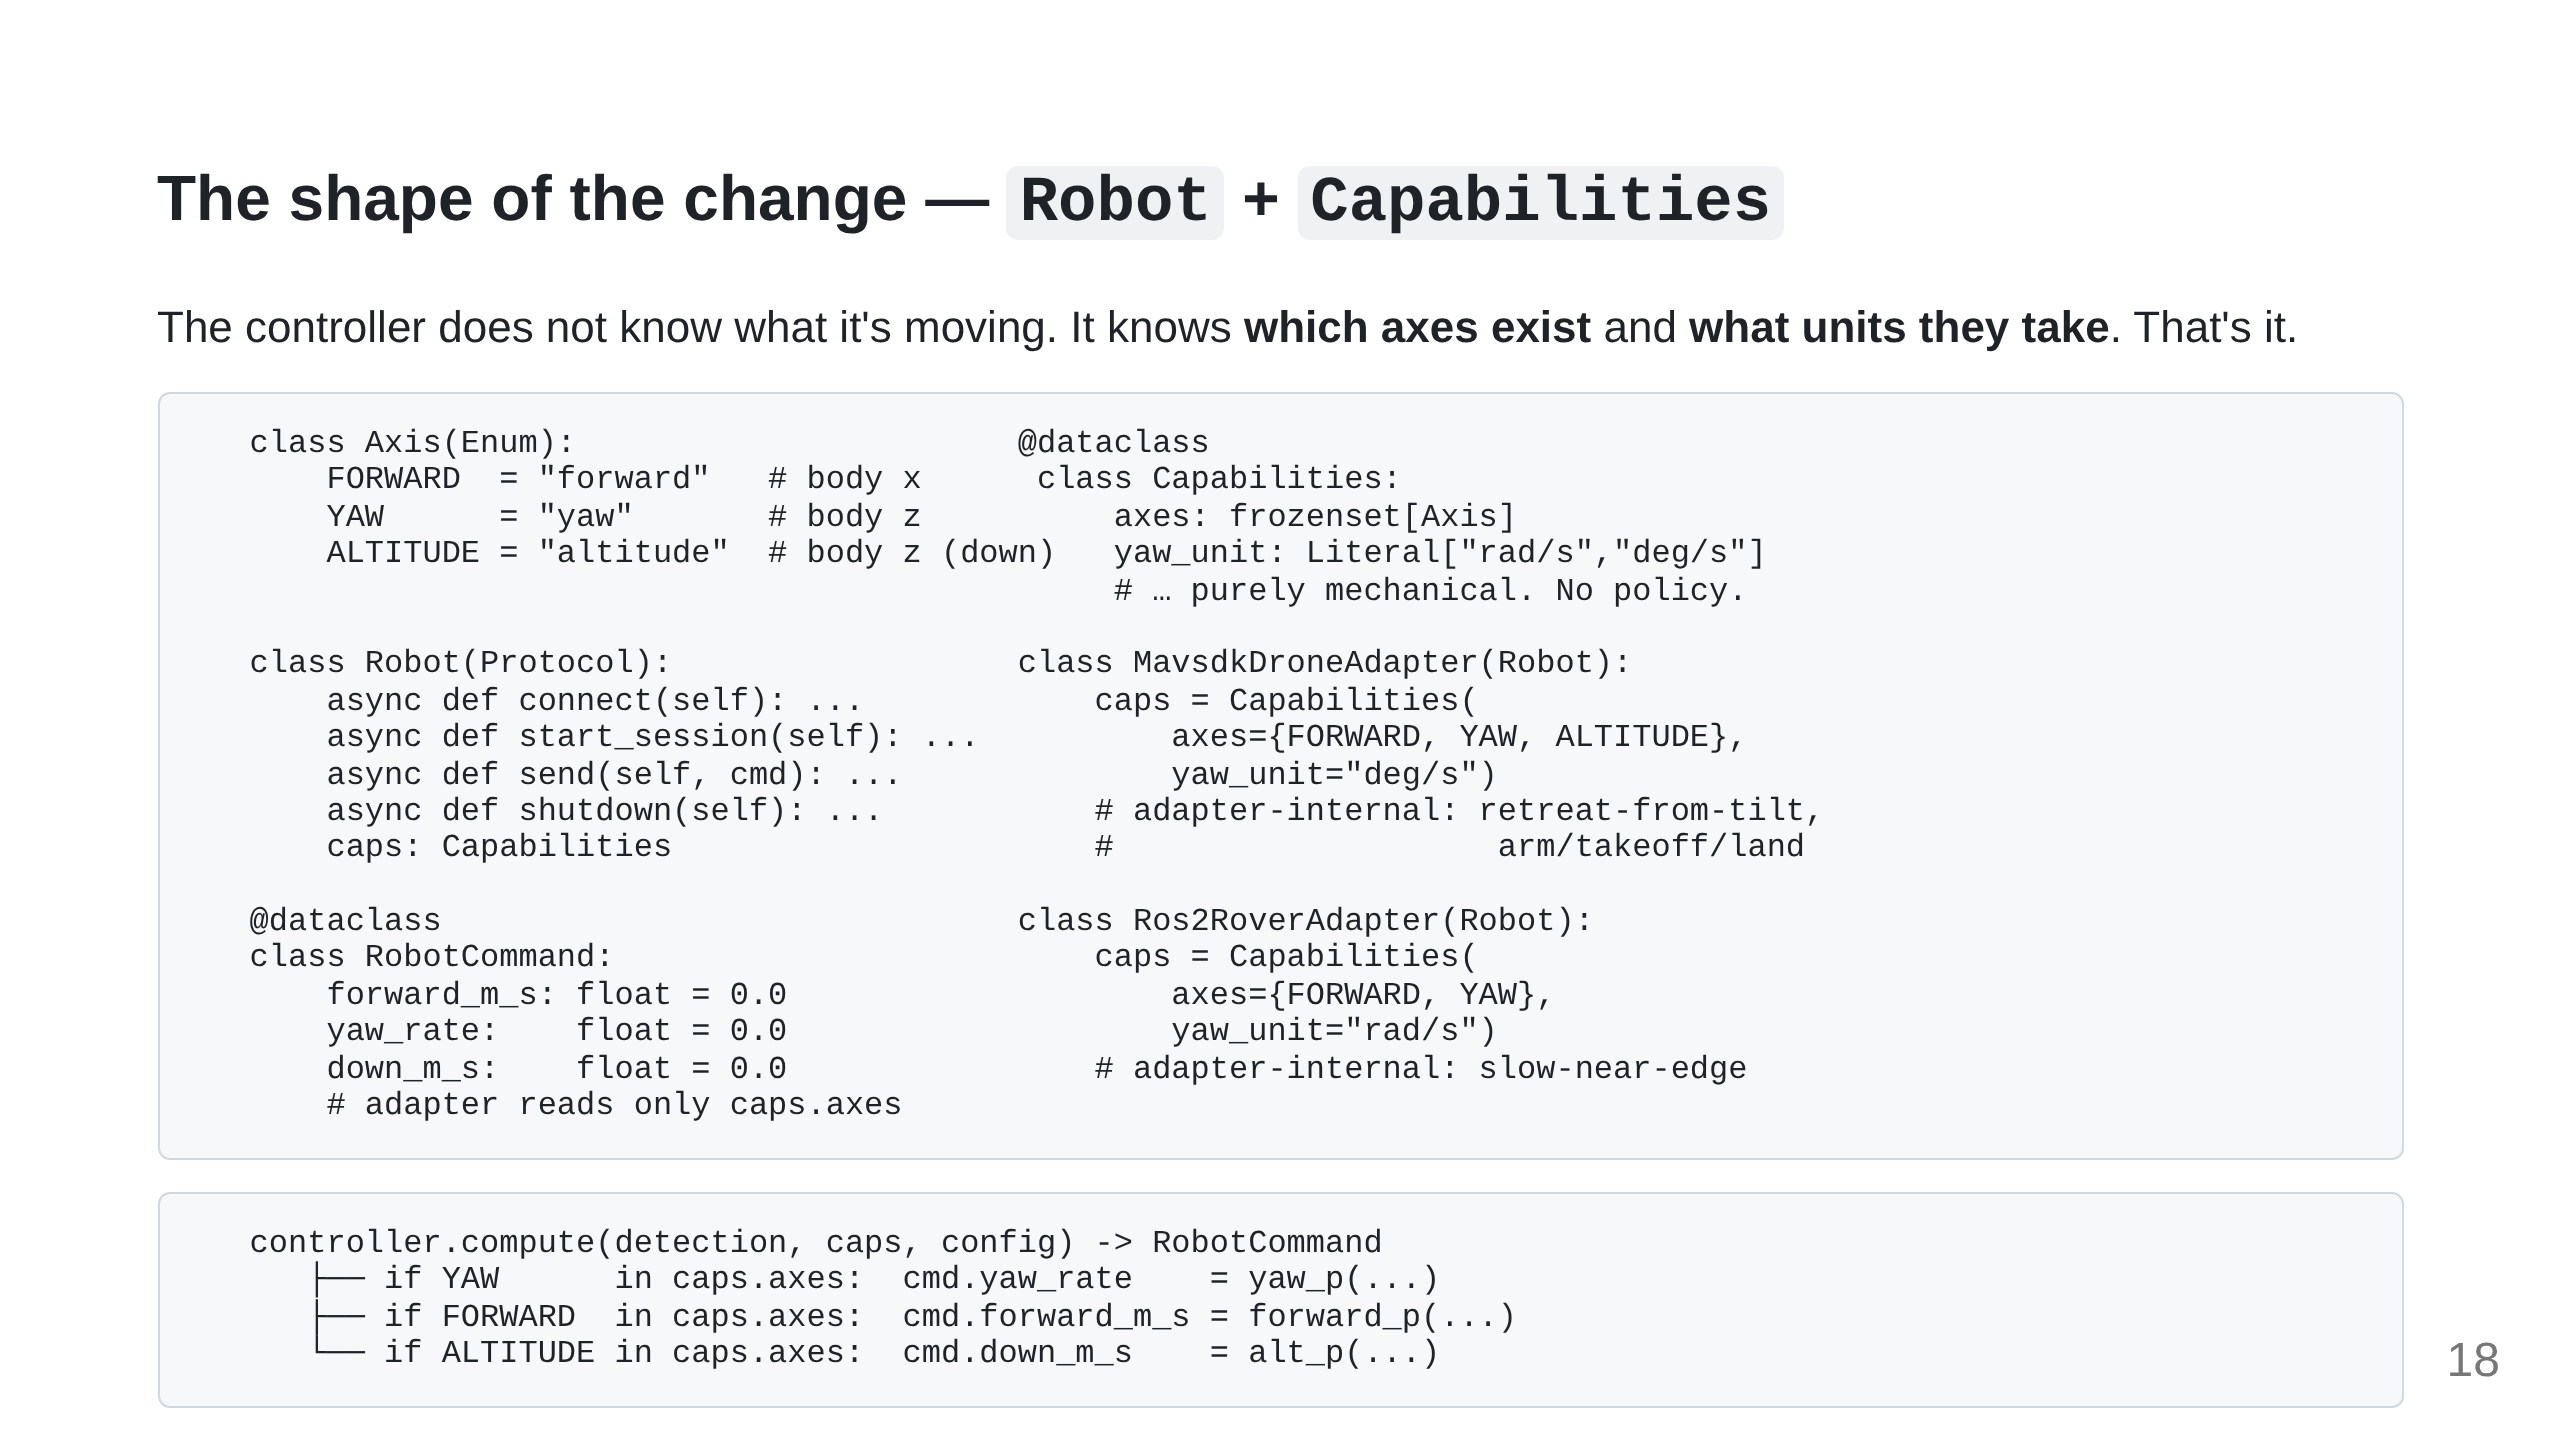 The shape of the change — Robot + Capabilities
The controller does not know what it's moving. It knows which axes exist and what units they take. That's it.
class Axis(Enum):                       @dataclass
    FORWARD  = "forward"   # body x      class Capabilities:
    YAW      = "yaw"       # body z          axes: frozenset[Axis]
    ALTITUDE = "altitude"  # body z (down)   yaw_unit: Literal["rad/s","deg/s"]
                                             # … purely mechanical. No policy.
class Robot(Protocol):                  class MavsdkDroneAdapter(Robot):
    async def connect(self): ...            caps = Capabilities(
    async def start_session(self): ...          axes={FORWARD, YAW, ALTITUDE},
    async def send(self, cmd): ...              yaw_unit="deg/s")
    async def shutdown(self): ...           # adapter-internal: retreat-from-tilt,
    caps: Capabilities                      #                    arm/takeoff/land
@dataclass                              class Ros2RoverAdapter(Robot):
class RobotCommand:                         caps = Capabilities(
    forward_m_s: float = 0.0                    axes={FORWARD, YAW},
    yaw_rate:    float = 0.0                    yaw_unit="rad/s")
    down_m_s:    float = 0.0                # adapter-internal: slow-near-edge
    # adapter reads only caps.axes
controller.compute(detection, caps, config) -> RobotCommand
   ├── if YAW      in caps.axes:  cmd.yaw_rate    = yaw_p(...)
   ├── if FORWARD  in caps.axes:  cmd.forward_m_s = forward_p(...)
   └── if ALTITUDE in caps.axes:  cmd.down_m_s    = alt_p(...)
18